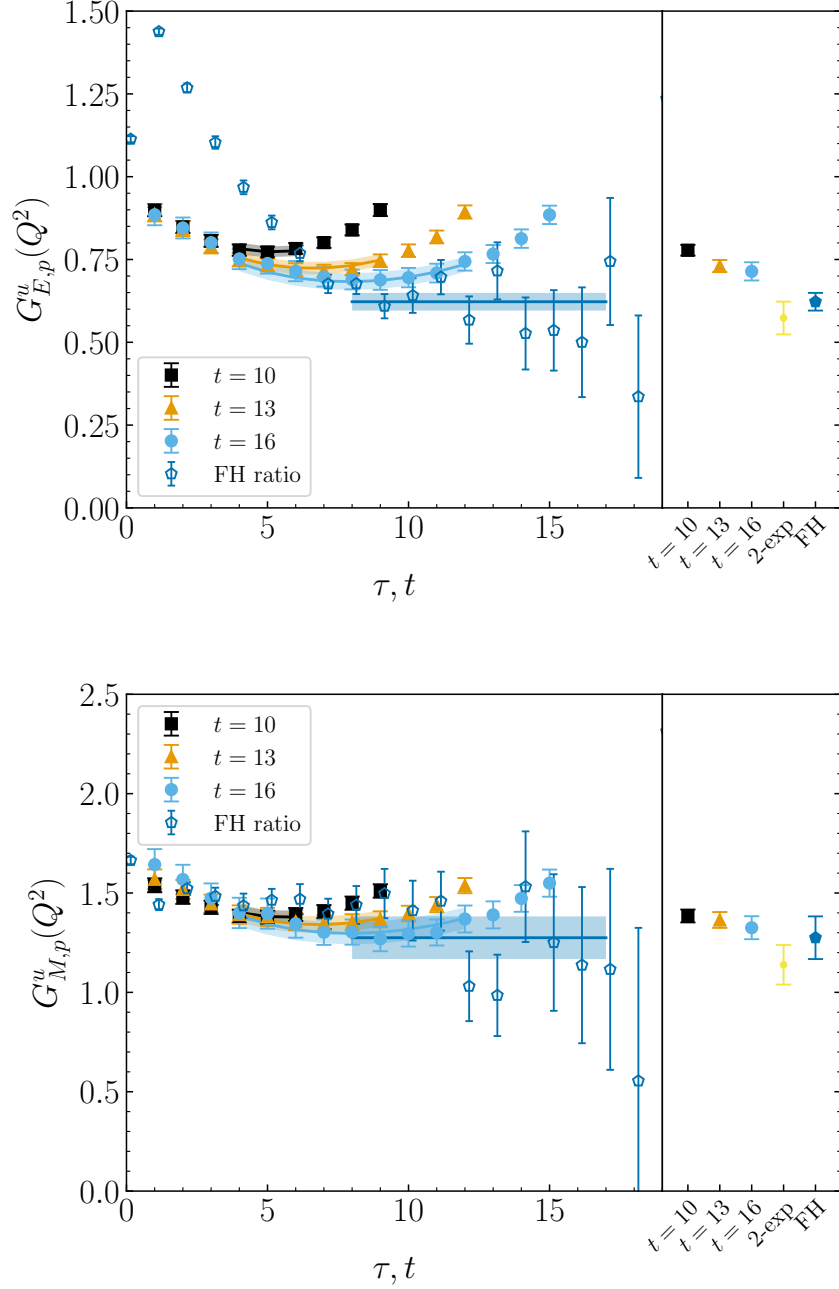 1.50
1.25
1.00
0.75
0.50
0.25
0.00
G^u_{E,p}(Q^2)
t = 10
t = 13
t = 16
FH ratio
0 5 10 15
τ, t
t = 10
t = 13
t = 16
2-exp
FH
2.5
2.0
1.5
1.0
0.5
0.0
G^u_{M,p}(Q^2)
t = 10
t = 13
t = 16
FH ratio
0 5 10 15
τ, t
t = 10
t = 13
t = 16
2-exp
FH